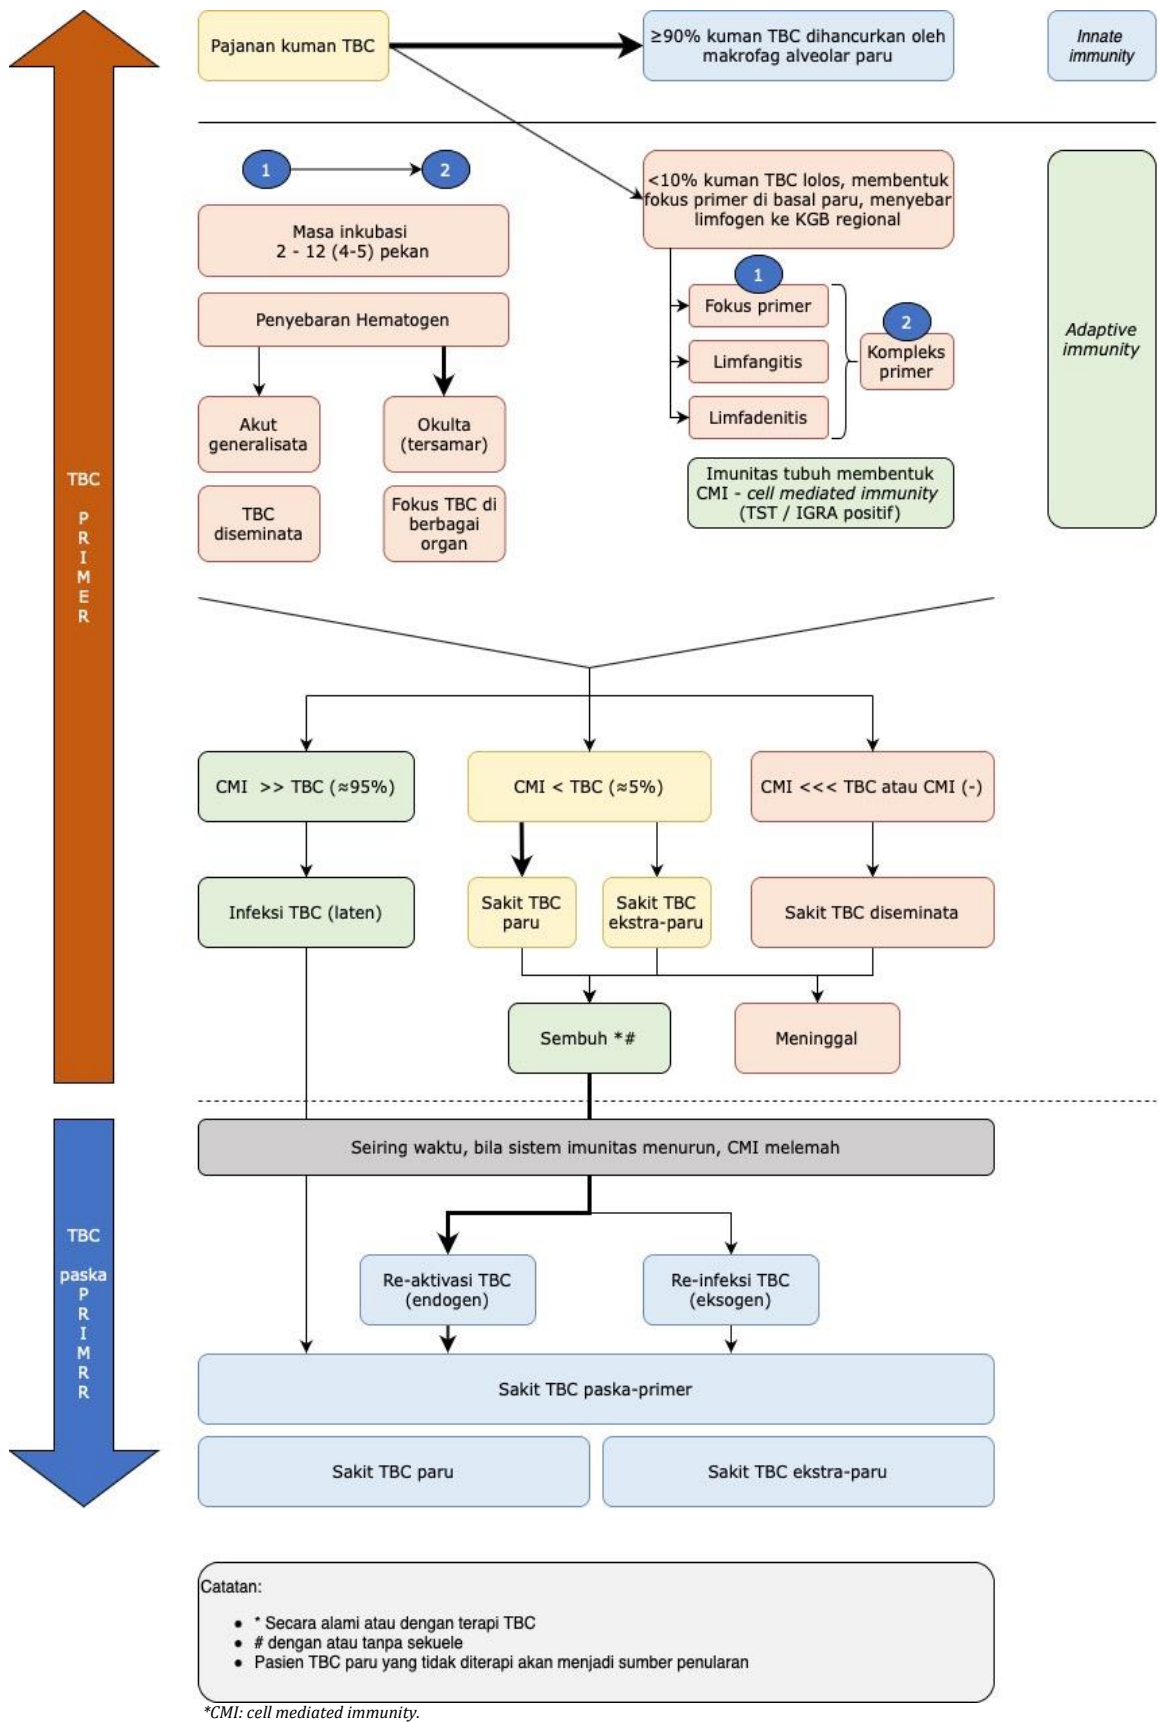 Pajanan kuman TBC
≥90% kuman TBC dihancurkan oleh
makrofag alveolar paru
Innate
immunity
1
2
Masa inkubasi
2 - 12 (4-5) pekan
Penyebaran Hematogen
Akut
generalisata
Okulta
(tersamar)
TBC
diseminata
Fokus TBC di
berbagai
organ
<10% kuman TBC lolos, membentuk
fokus primer di basal paru, menyebar
limfogen ke KGB regional
1
Fokus primer
Limfangitis
Limfadenitis
2
Kompleks
primer
Imunitas tubuh membentuk
CMI - cell mediated immunity
(TST / IGRA positif)
Adaptive
immunity
TBC
P
R
I
M
E
R
CMI >> TBC (≈95%)
CMI < TBC (≈5%)
CMI <<< TBC atau CMI (-)
Infeksi TBC (laten)
Sakit TBC
paru
Sakit TBC
ekstra-paru
Sakit TBC diseminata
Sembuh *#
Meninggal
Seiring waktu, bila sistem imunitas menurun, CMI melemah
TBC
paska
P
R
I
M
R
R
Re-aktivasi TBC
(endogen)
Re-infeksi TBC
(eksogen)
Sakit TBC paska-primer
Sakit TBC paru
Sakit TBC ekstra-paru
Catatan:
• * Secara alami atau dengan terapi TBC
• # dengan atau tanpa sekuele
• Pasien TBC paru yang tidak diterapi akan menjadi sumber penularan
*CMI: cell mediated immunity.